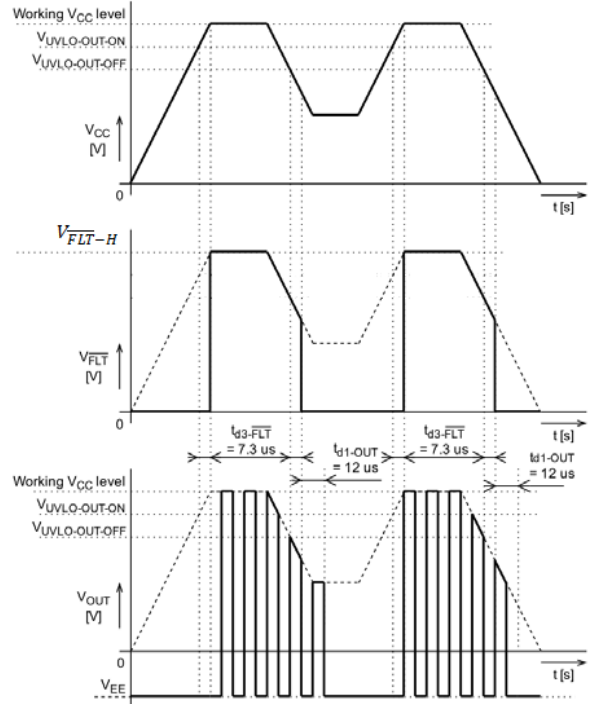 Working VCC level
VUVLO-OUT-ON
VUVLO-OUT-OFF
VCC
[V]
0
t [s]
VFLT-H
VFLT
[V]
0
t [s]
td3-FLT
= 7.3 us
td1-OUT
= 12 us
td3-FLT
= 7.3 us
td1-OUT
= 12 us
Working VCC level
VUVLO-OUT-ON
VUVLO-OUT-OFF
VOUT
[V]
0
t [s]
VEE